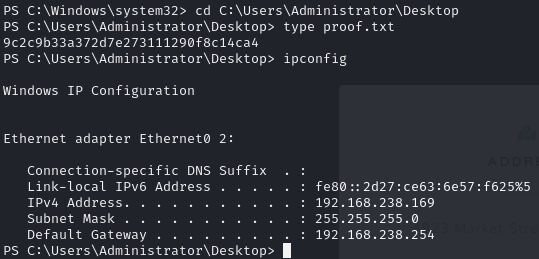 PS C:\Windows\system32> cd C:\Users\Administrator\Desktop
PS C:\Users\Administrator\Desktop> type proof.txt
9c2c9b33a372d7e273111290f8c14ca4
PS C:\Users\Administrator\Desktop> ipconfig
Windows IP Configuration
Ethernet adapter Ethernet0 2:
Connection-specific DNS Suffix  . :
Link-local IPv6 Address . . . . . : fe80::2d27:ce63:6e57:f625%5
IPv4 Address. . . . . . . . . . . : 192.168.238.169
Subnet Mask . . . . . . . . . . . : 255.255.255.0
Default Gateway . . . . . . . . . : 192.168.238.254
PS C:\Users\Administrator\Desktop>
ADDR
Market Stre